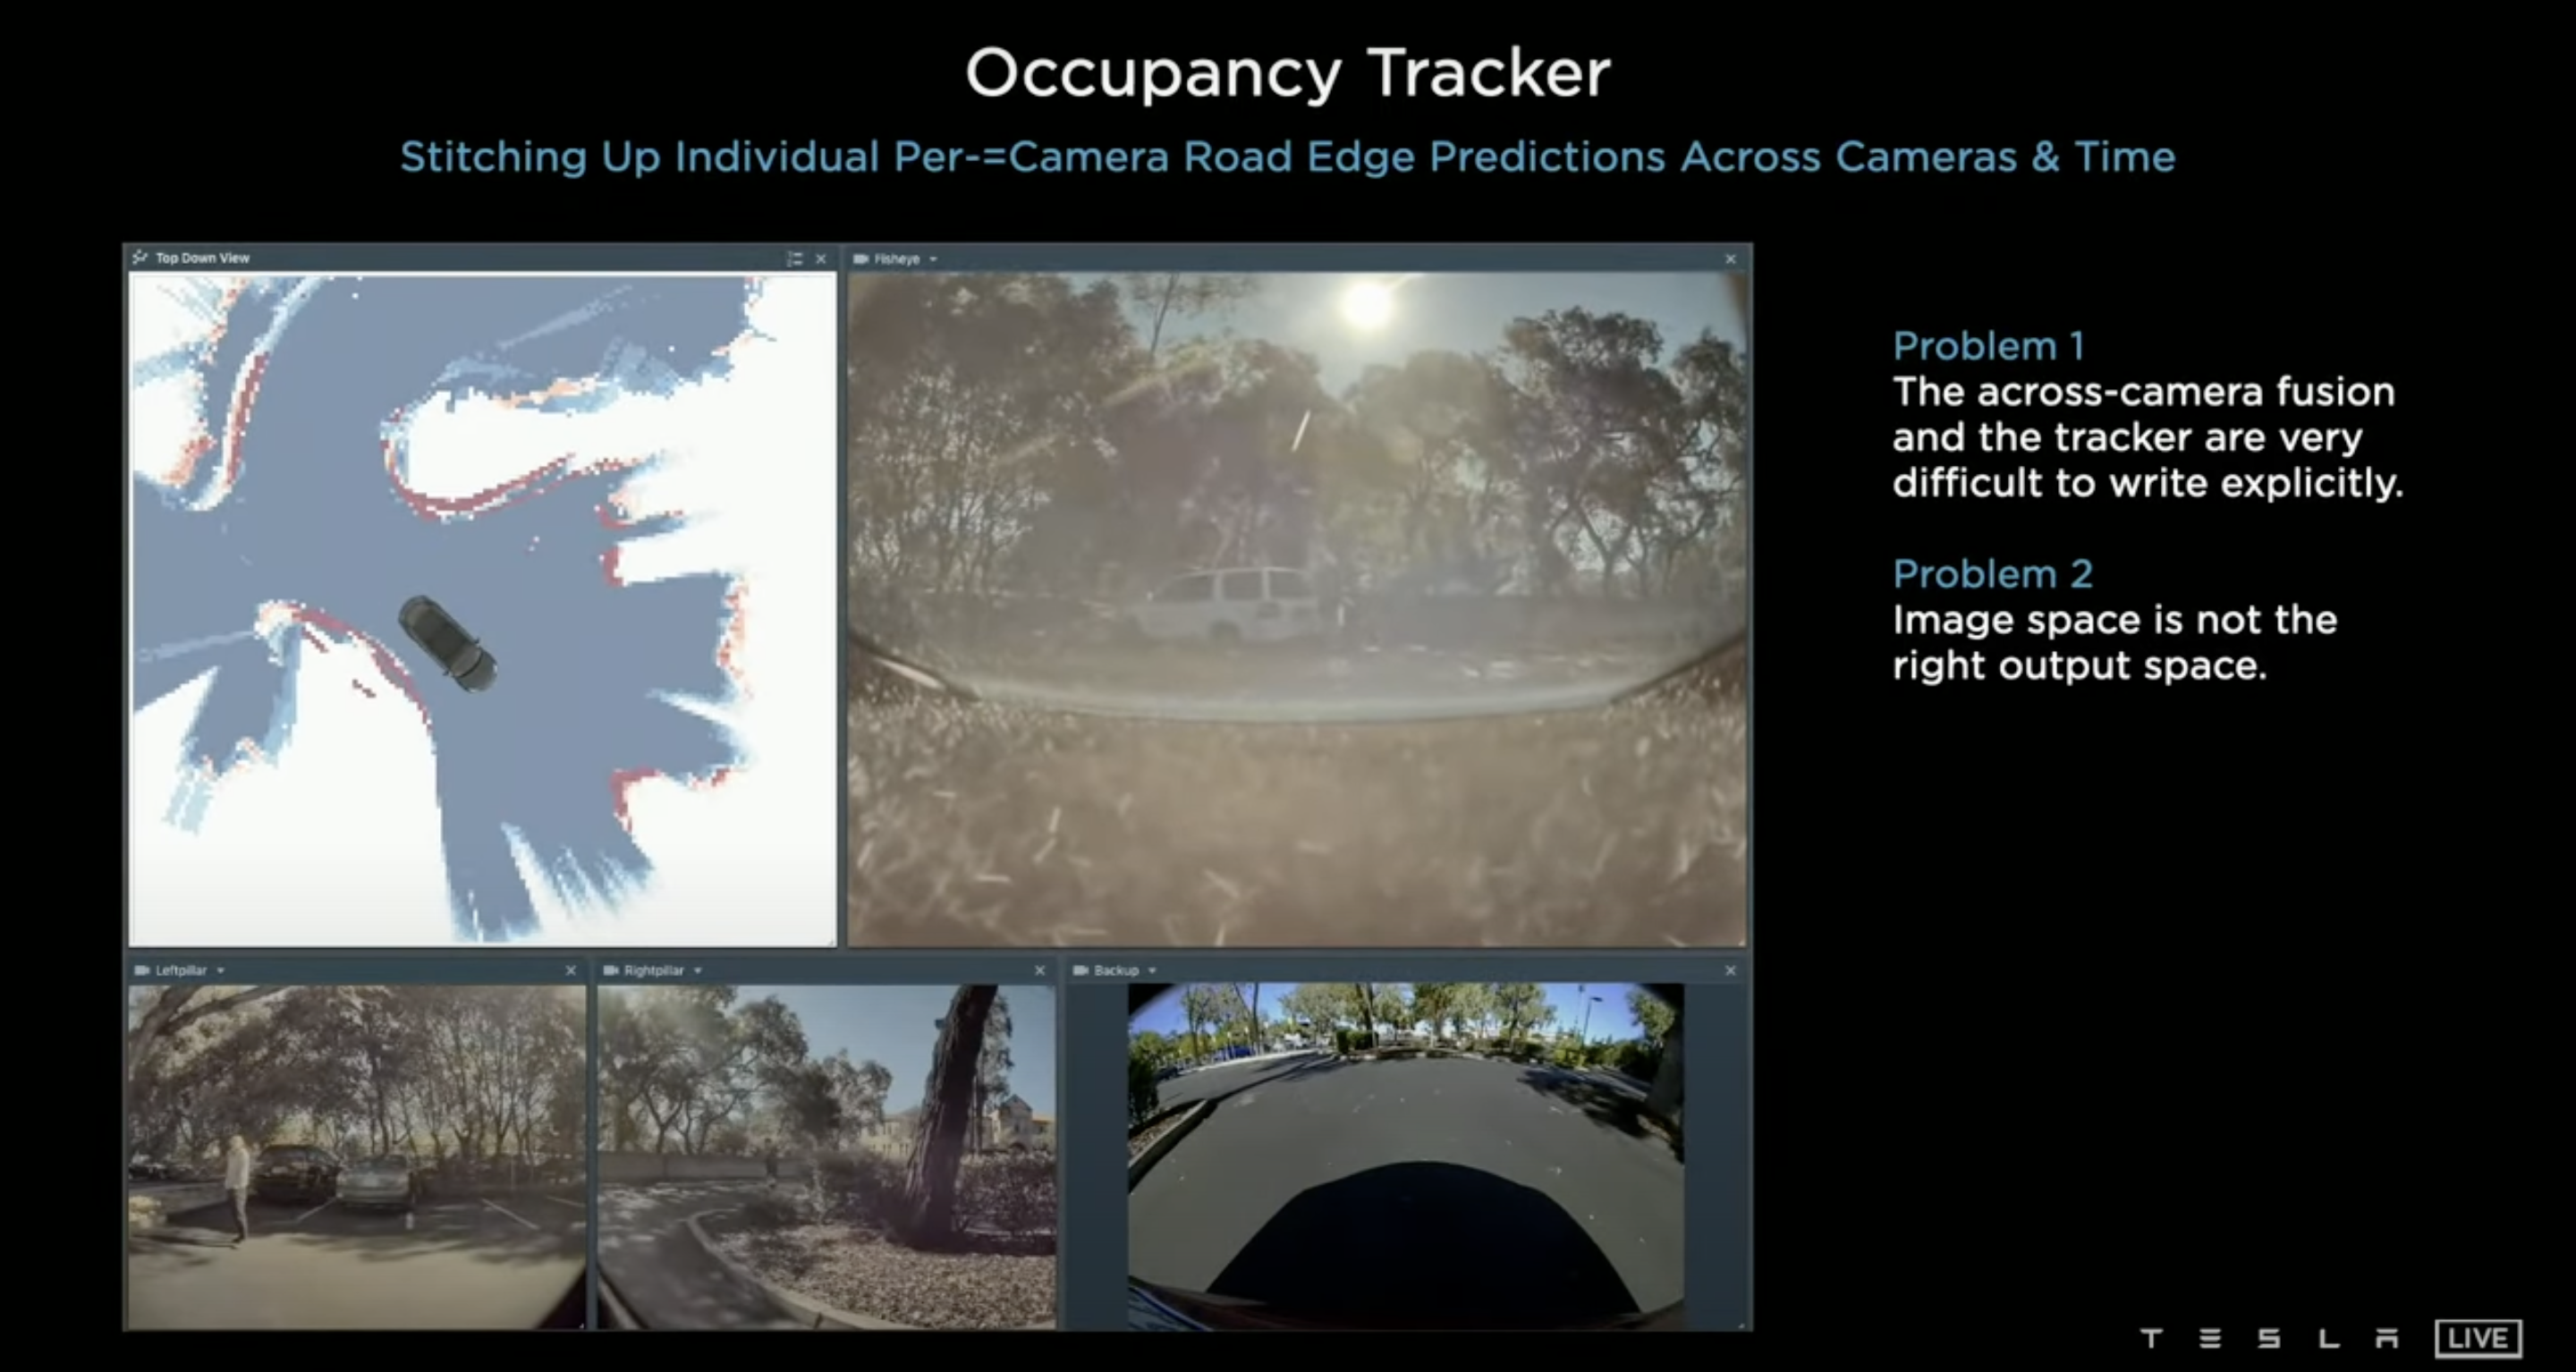 Occupancy Tracker
Stitching Up Individual Per-=Camera Road Edge Predictions Across Cameras & Time
Top Down View
Fisheye
Problem 1
The across-camera fusion
and the tracker are very
difficult to write explicitly.
Problem 2
Image space is not the
right output space.
Leftpillar
Rightpillar
Backup
TESLA LIVE